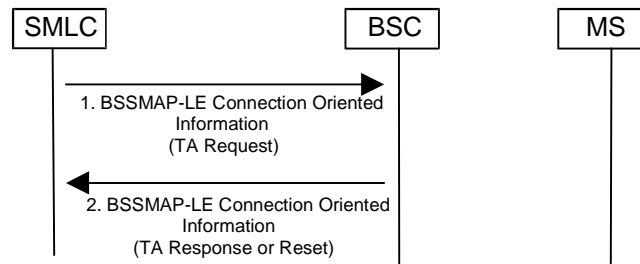 SMLC
BSC
MS
1. BSSMAP-LE Connection Oriented
Information
(TA Request)
2. BSSMAP-LE Connection Oriented
Information
(TA Response or Reset)